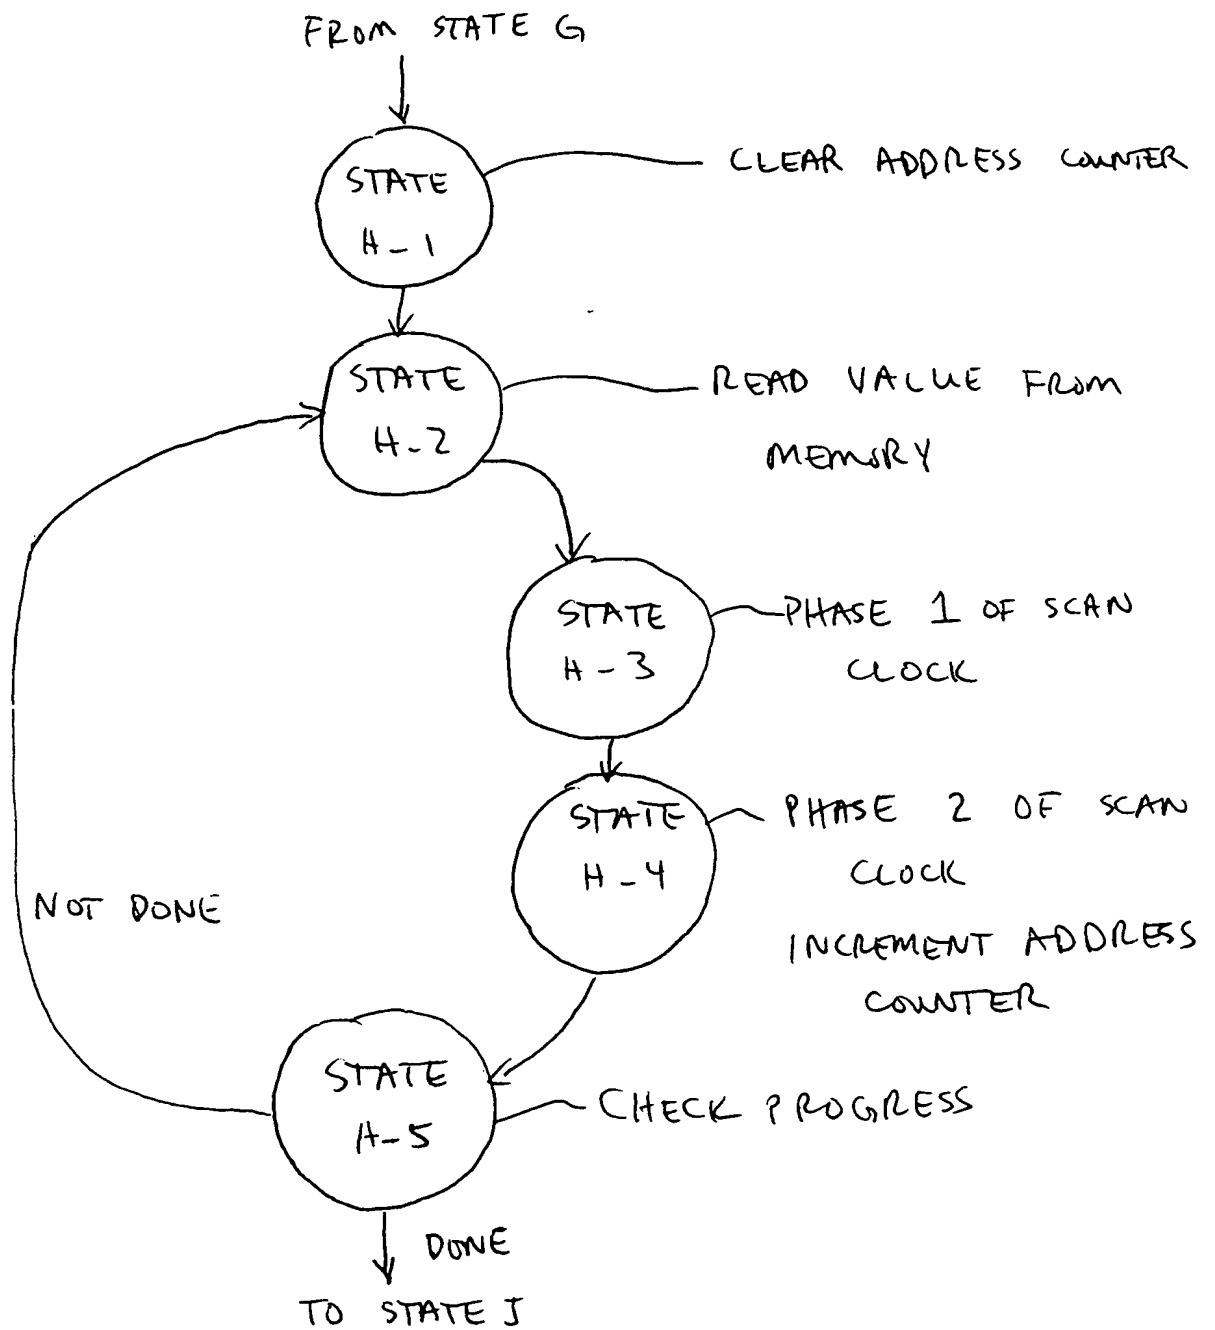 FROM STATE G
STATE
H-1
CLEAR ADDRESS COUNTER
STATE
H-2
READ VALUE FROM
MEMORY
STATE
H-3
PHASE 1 OF SCAN
CLOCK
STATE
H-4
PHASE 2 OF SCAN
CLOCK
INCREMENT ADDRESS
COUNTER
NOT DONE
STATE
H-5
CHECK PROGRESS
DONE
TO STATE J